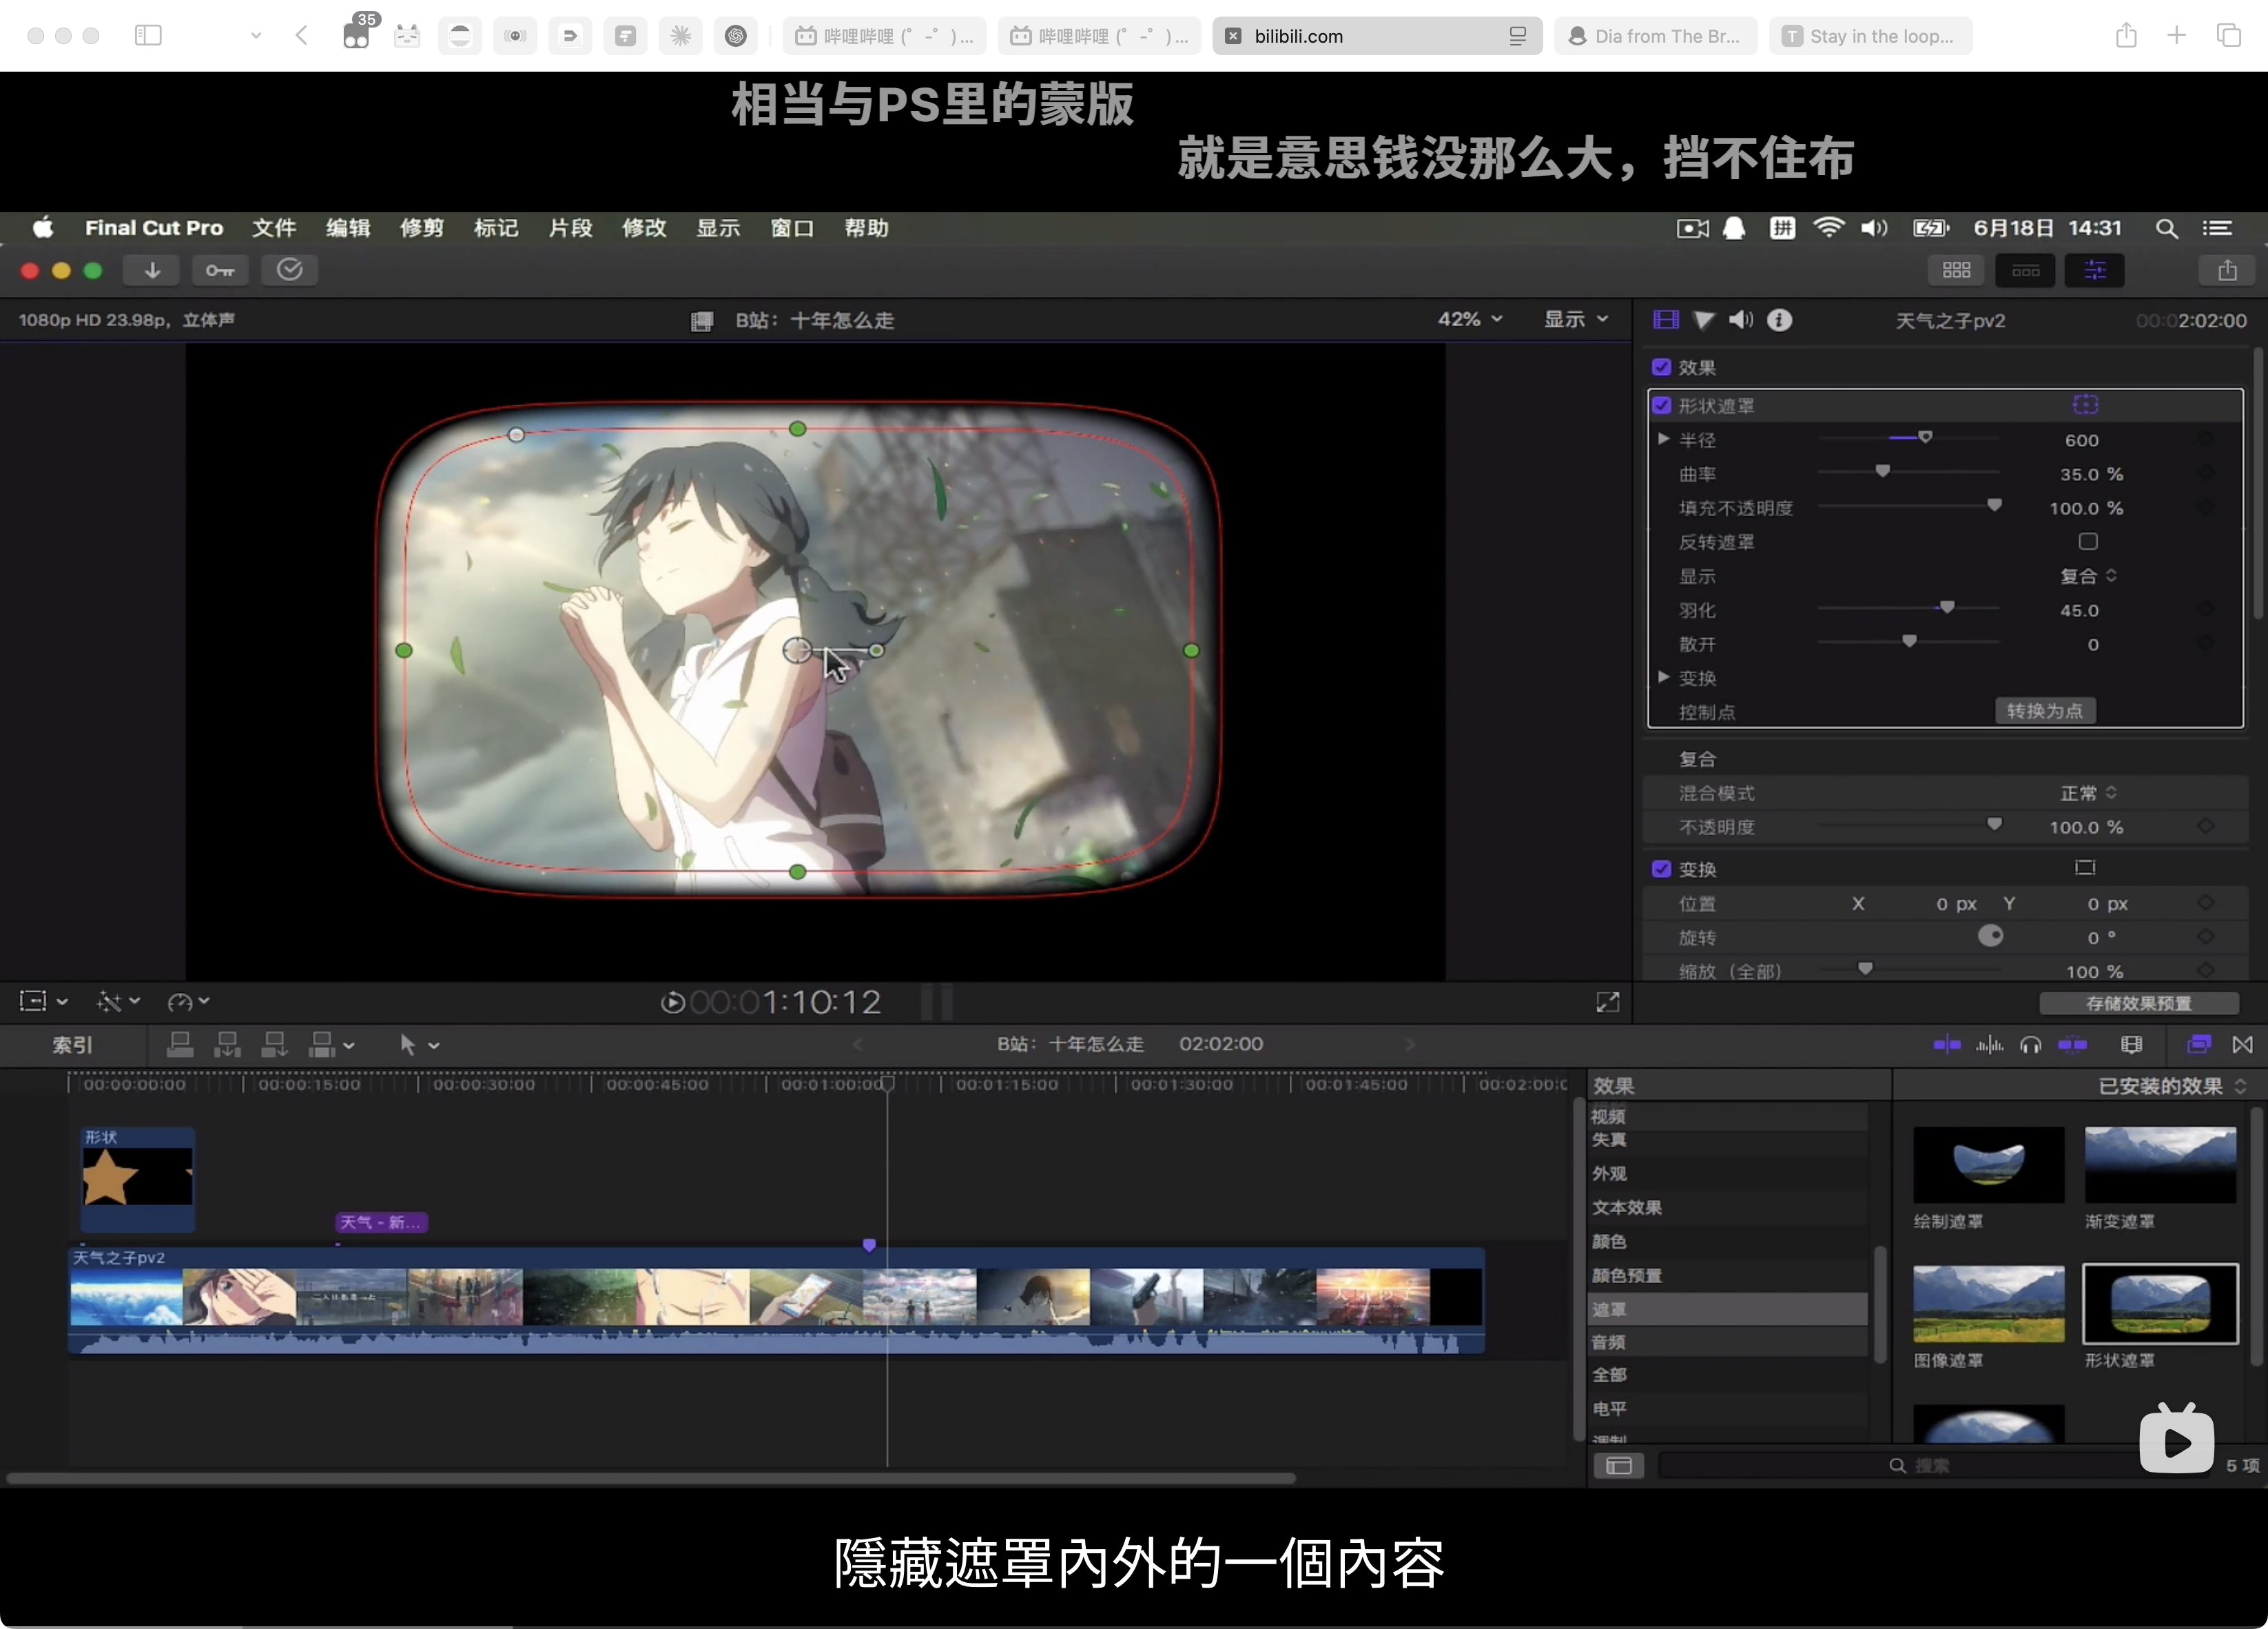 35
哔哩哔哩 (゜-゜)...
哔哩哔哩 (゜-゜)...
bilibili.com
Dia from The Br...
T Stay in the loop...
相当与PS里的蒙版
就是意思钱没那么大，挡不住布
Final Cut Pro 文件 编辑 修剪 标记 片段 修改 显示 窗口 帮助
拼 6月18日 14:31
1080p HD 23.98p，立体声
B站：十年怎么走
42% 显示
天气之子pv2 00:02:02:00
效果
形状遮罩
半径 600
曲率 35.0 %
填充不透明度 100.0 %
反转遮罩
显示 复合
羽化 45.0
散开 0
变换
控制点 转换为点
复合
混合模式 正常
不透明度 100.0 %
变换
位置 X 0 px Y 0 px
旋转 0 °
缩放（全部） 100 %
00:01:10:12
存储效果预置
索引
B站：十年怎么走 02:02:00
00:00:00:00 00:00:15:00 00:00:30:00 00:00:45:00 00:01:00:00 00:01:15:00 00:01:30:00 00:01:45:00 00:02:00:0
形状
天气 - 新...
天气之子pv2
效果 已安装的效果
视频
失真
外观
文本效果
颜色
颜色预置
遮罩
音频
全部
电平
绘制遮罩 渐变遮罩
图像遮罩 形状遮罩
搜索 5 项
隱藏遮罩內外的一個內容